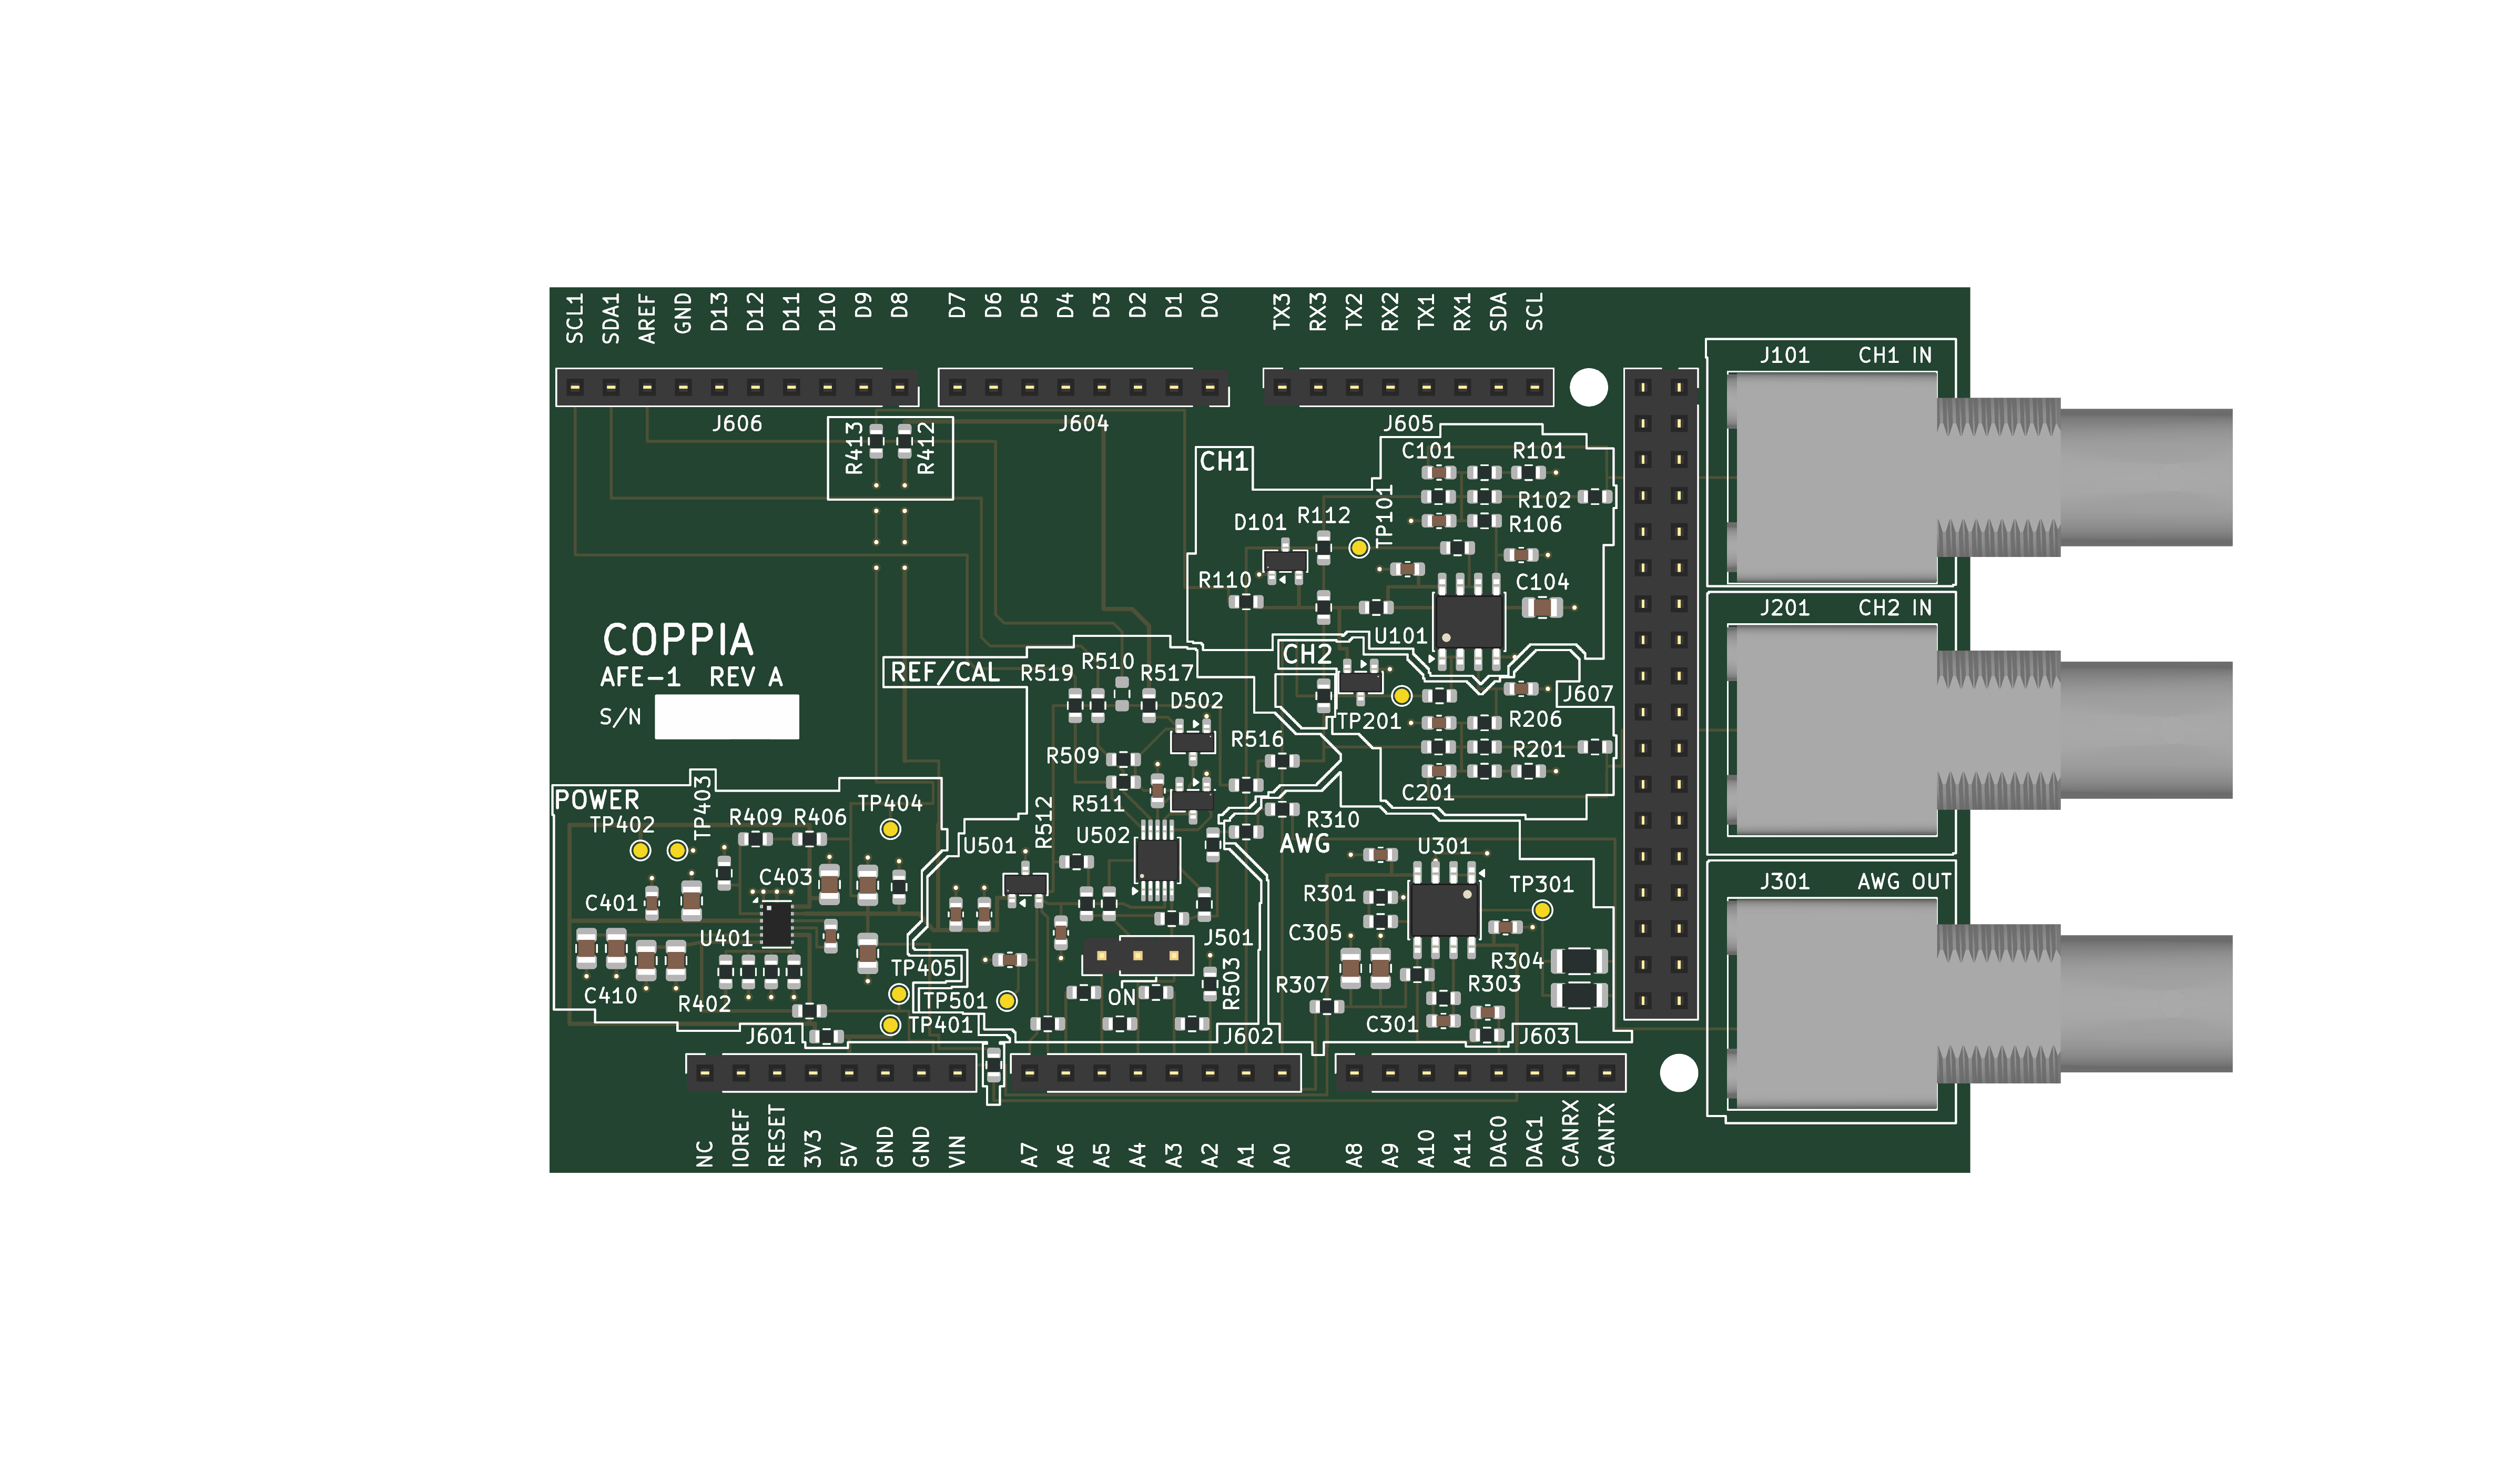 SCL1 SDA1 AREF GND D13 D12 D11 D10 D9 D8 D7 D6 D5 D4 D3 D2 D1 D0 TX3 RX3 TX2 RX2 TX1 RX1 SDA SCL
J101 CH1 IN
J606 J604 J605
R413 R412
CH1
C101 R101
TP101
R102
D101 R112 R106
R110 C104
J201 CH2 IN
COPPIA
U101
AFE-1 REV A
REF/CAL
CH2
R519 R510 R517
D502
J607
S/N
TP201 R206
R509 R516 R201
POWER
TP403
TP402
R409 R406 TP404
R511 R512 C201
U501 U502
R310
AWG
U301
C403
TP301
J301 AWG OUT
C401 R301
U401
J501 C305
TP405
R503
R304
C410 R402
TP501 ON
R307 R303
TP401
C301
J601 J602 J603
NC IOREF RESET 3V3 5V GND GND VIN A7 A6 A5 A4 A3 A2 A1 A0 A8 A9 A10 A11 DAC0 DAC1 CANRX CANTX